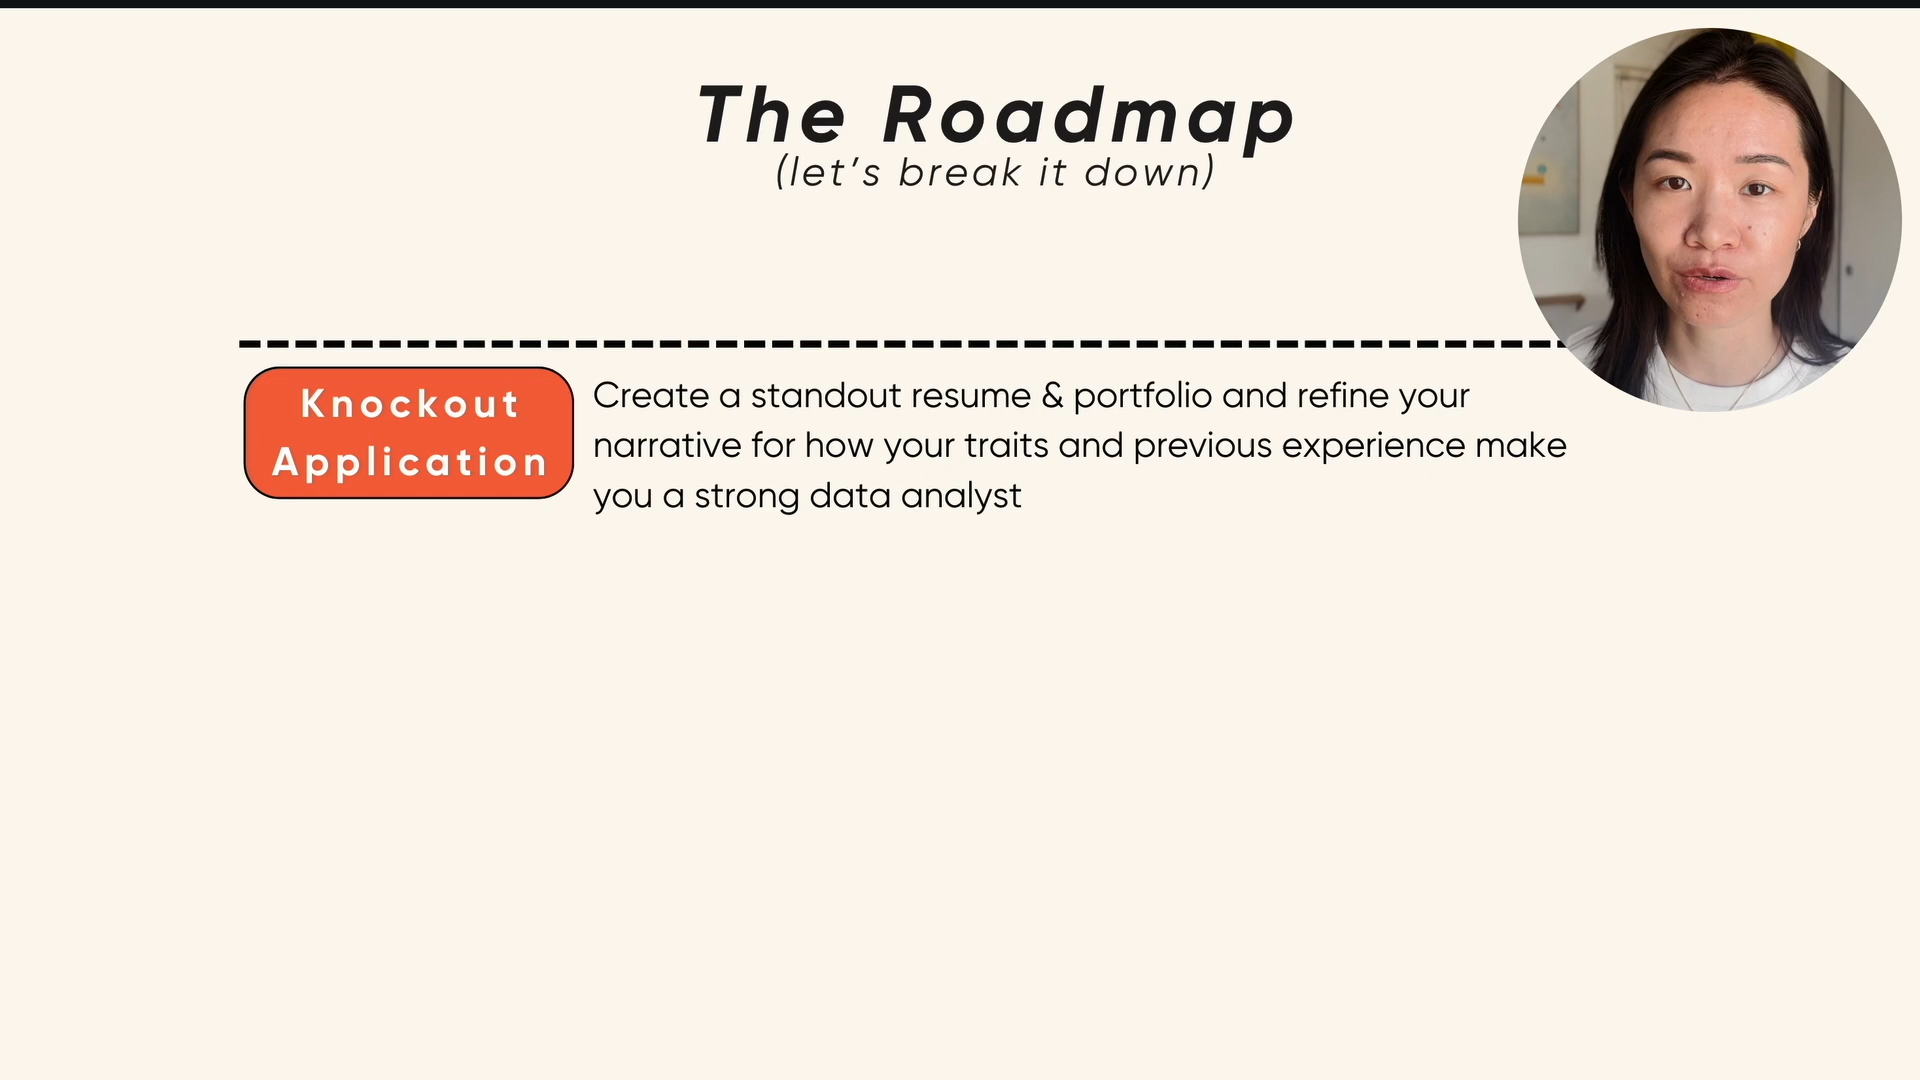 The Roadmap
(let’s break it down)
Knockout
Application
Create a standout resume & portfolio and refine your
narrative for how your traits and previous experience make
you a strong data analyst